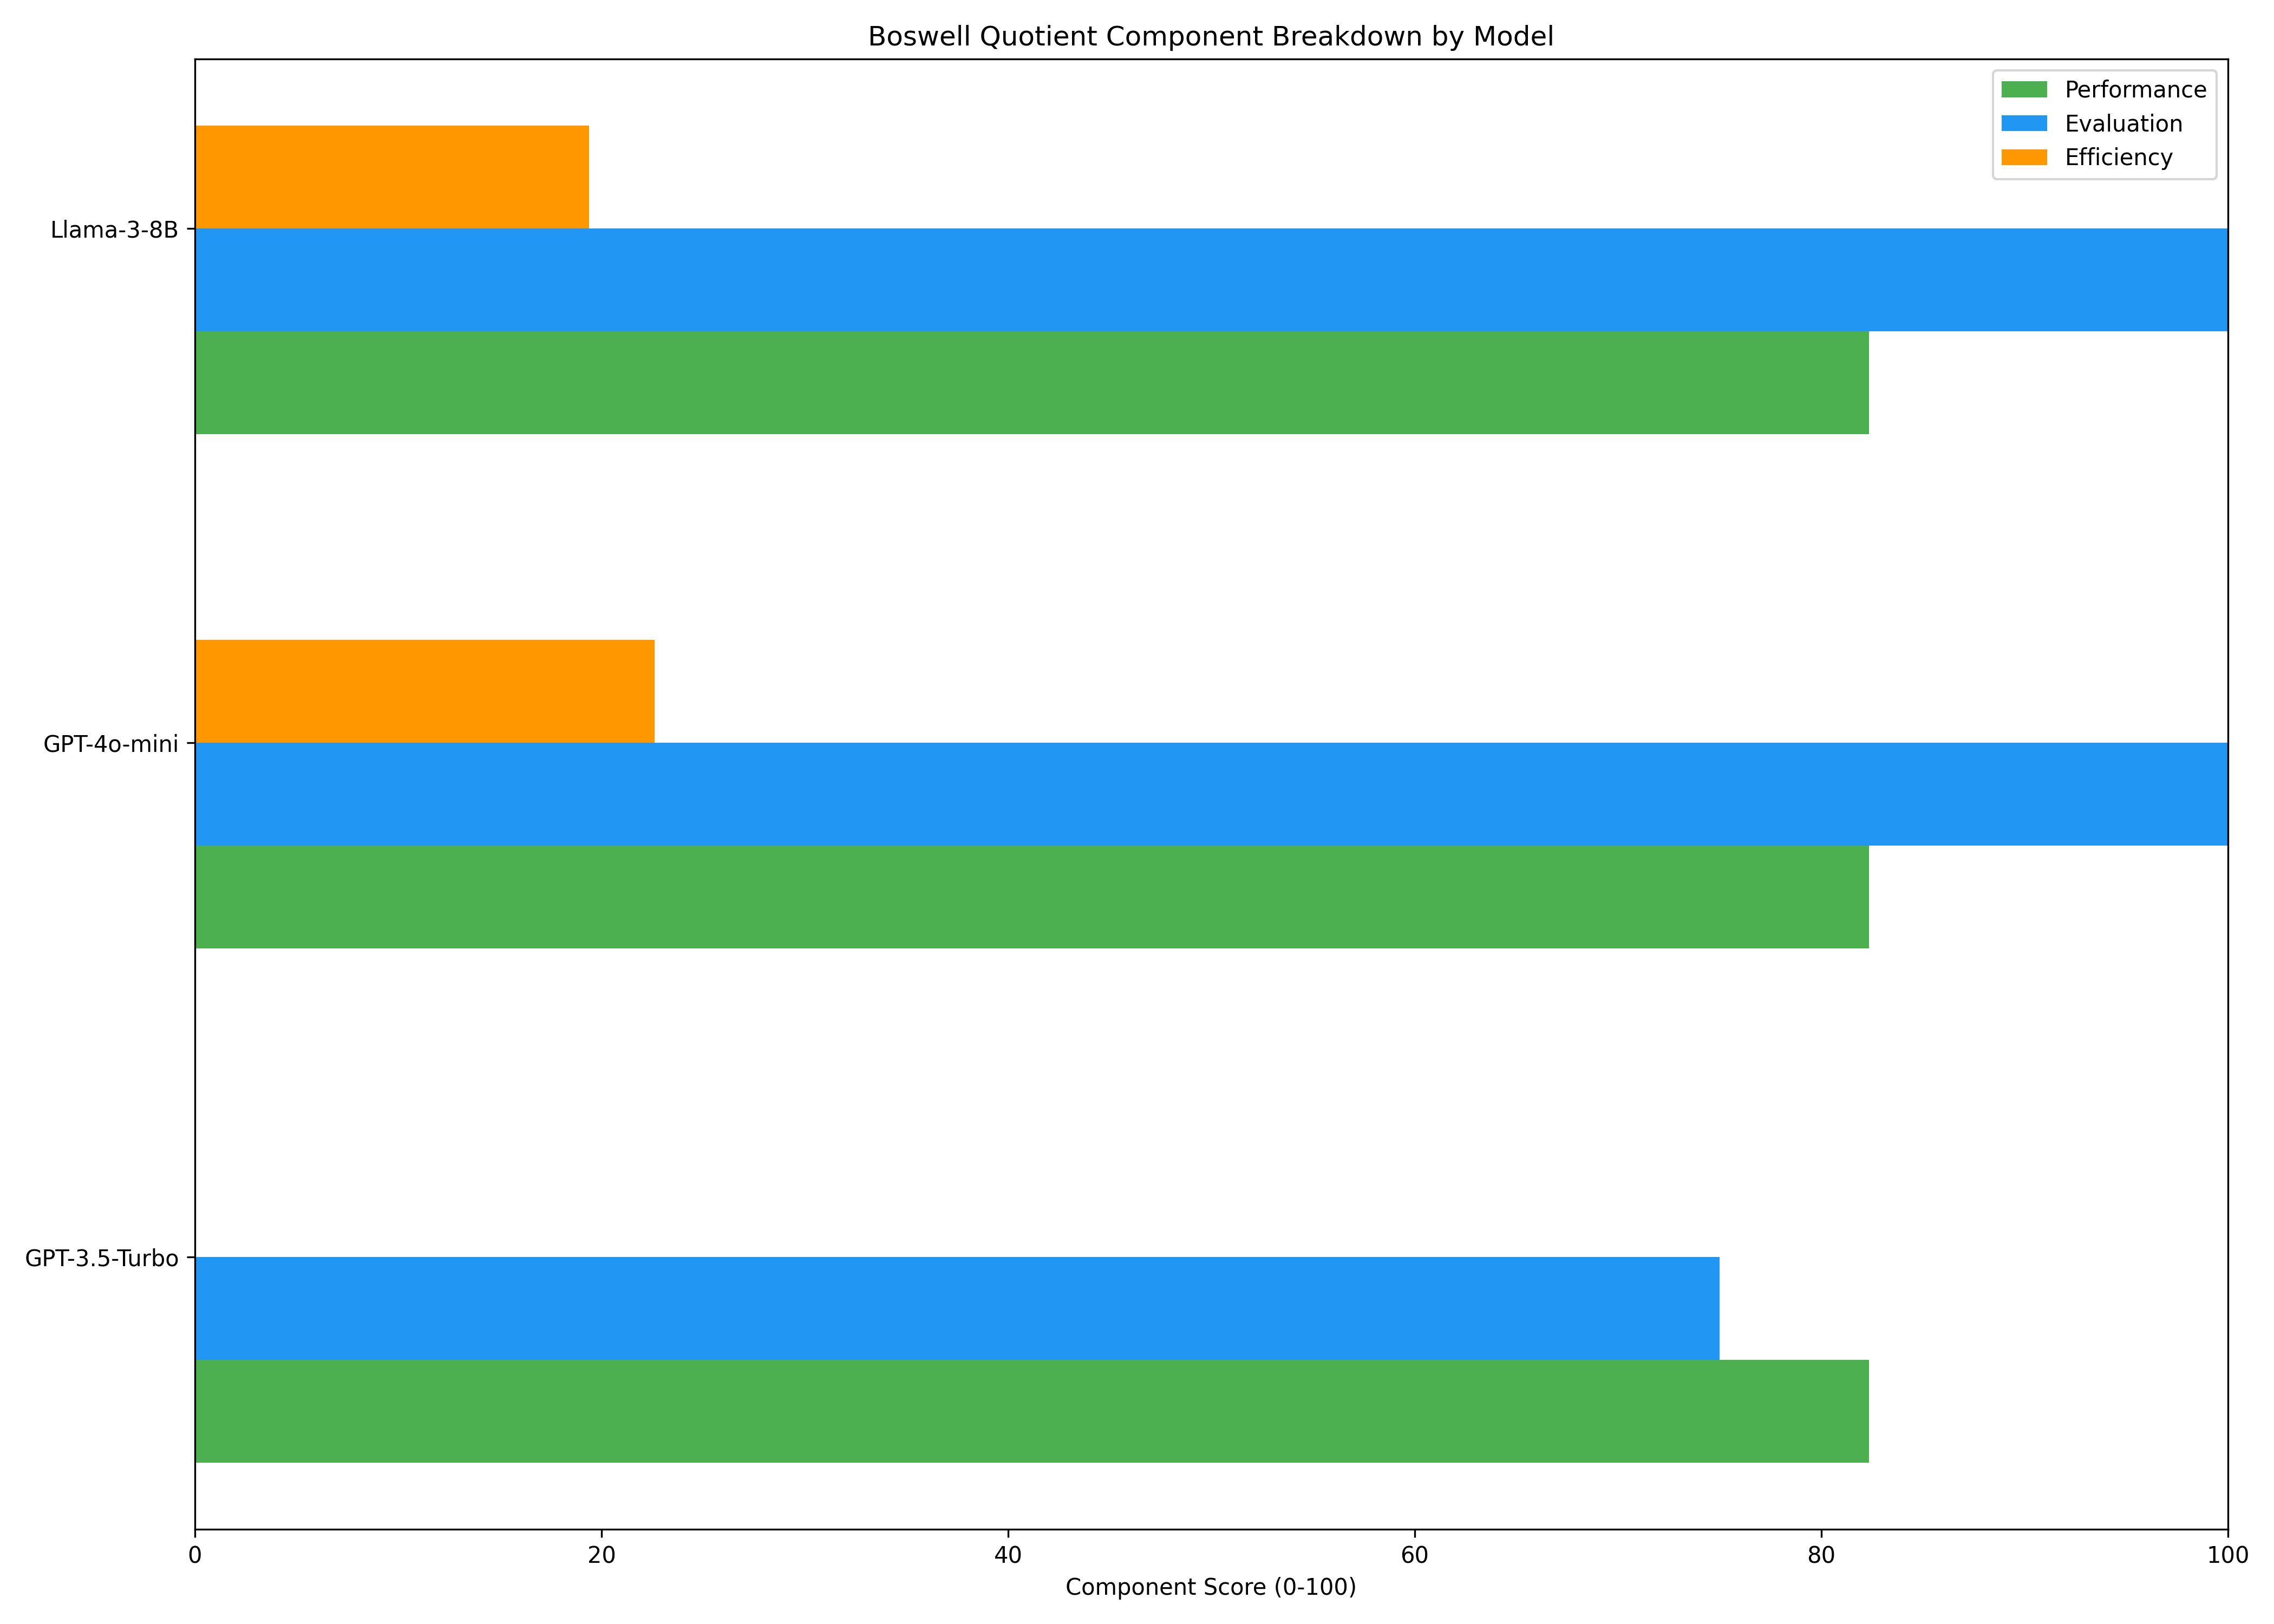 Boswell Quotient Component Breakdown by Model
Performance
Evaluation
Efficiency
Llama-3-8B
GPT-4o-mini
GPT-3.5-Turbo
0 20 40 60 80 100
Component Score (0-100)